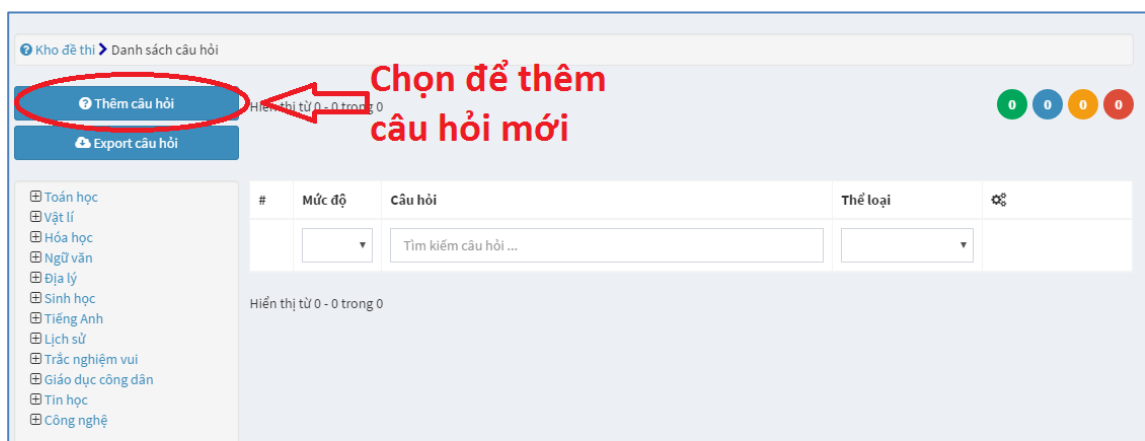 Kho đề thi > Danh sách câu hỏi
Chọn để thêm
câu hỏi mới
Thêm câu hỏi
Hiển thị từ 0 - 0 trong 0
0 0 0 0
Export câu hỏi
Toán học
Vật lí
Hóa học
Ngữ văn
Địa lý
Sinh học
Tiếng Anh
Lịch sử
Trắc nghiệm vui
Giáo dục công dân
Tin học
Công nghệ
# Mức độ Câu hỏi Thể loại
Tìm kiếm câu hỏi ...
Hiển thị từ 0 - 0 trong 0